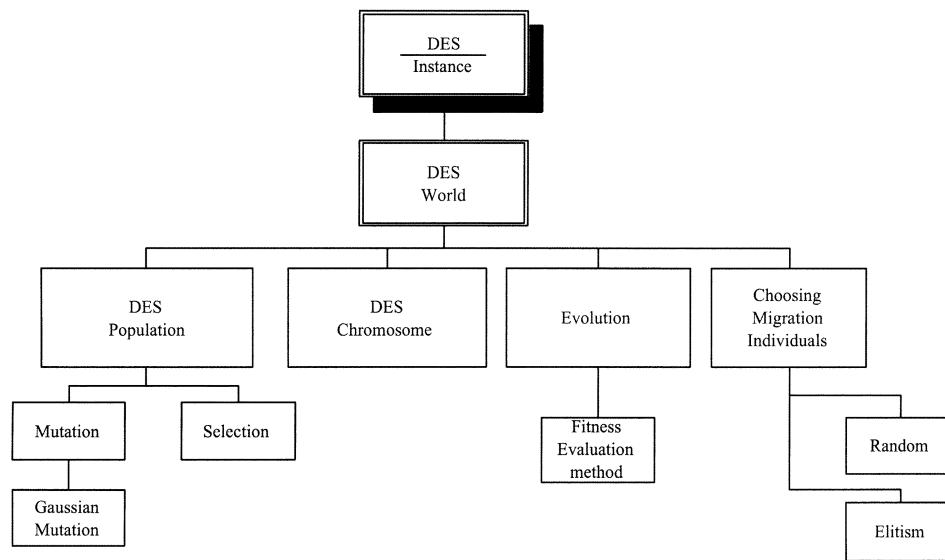 DES
Instance
DES
World
DES
Population
DES
Chromosome
Evolution
Choosing
Migration
Individuals
Mutation
Selection
Fitness
Evaluation
method
Random
Gaussian
Mutation
Elitism